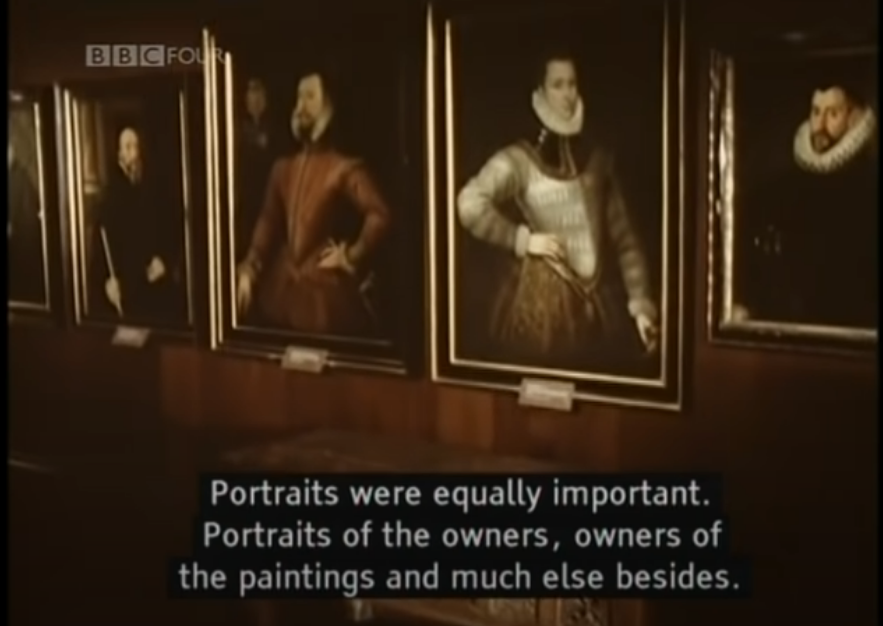 BBC FOUR
Portraits were equally important.
Portraits of the owners, owners of
the paintings and much else besides.